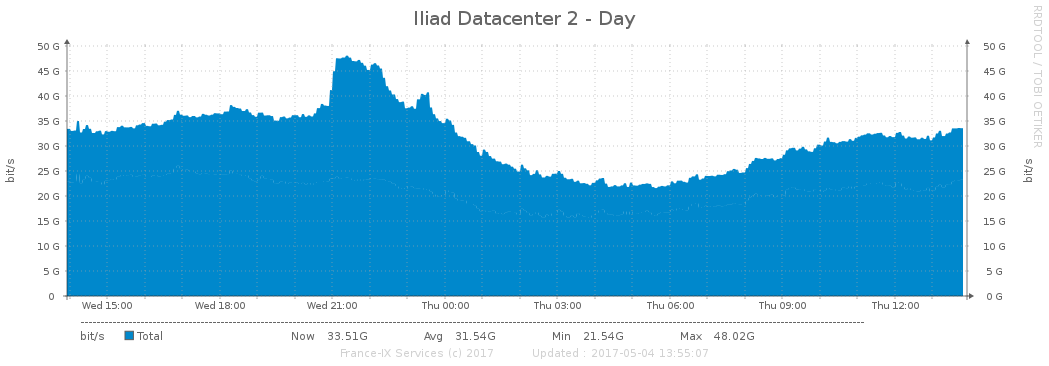 Iliad Datacenter 2 - Day
RRDTOOL / TOBI OETIKER
50 G 50 G
45 G 45 G
40 G 40 G
35 G 35 G
30 G 30 G
25 G 25 G
20 G 20 G
15 G 15 G
10 G 10 G
5 G 5 G
0 0 G
bit/s bit/s
Wed 15:00 Wed 18:00 Wed 21:00 Thu 00:00 Thu 03:00 Thu 06:00 Thu 09:00 Thu 12:00
bit/s Total Now 33.51G Avg 31.54G Min 21.54G Max 48.02G
France-IX Services (c) 2017 Updated : 2017-05-04 13:55:07